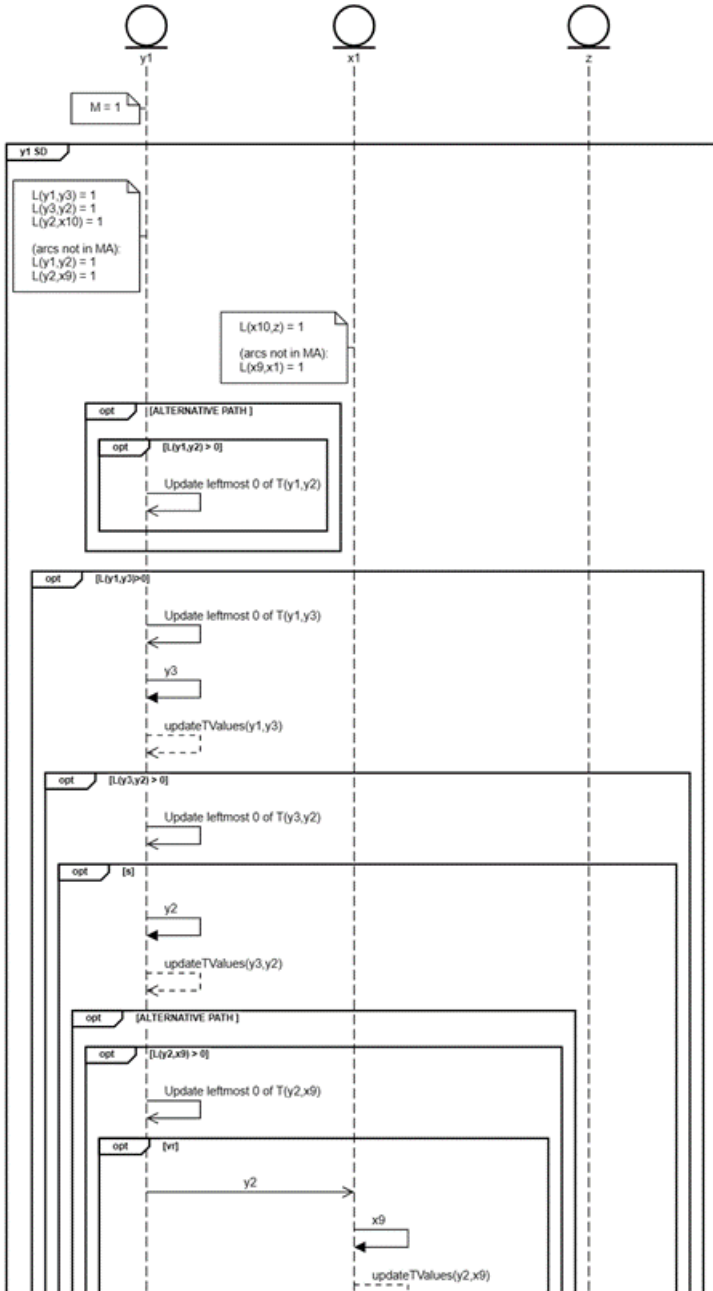 y1
x1
z
M = 1
y1 SD
L(y1,y3) = 1
L(y3,y2) = 1
L(y2,x10) = 1
(arcs not in MA):
L(y1,y2) = 1
L(y2,x9) = 1
L(x10,z) = 1
(arcs not in MA):
L(x9,x1) = 1
opt [ALTERNATIVE PATH ]
opt [L(y1,y2) > 0]
Update leftmost 0 of T(y1,y2)
opt [L(y1,y3)>0]
Update leftmost 0 of T(y1,y3)
y3
updateTValues(y1,y3)
opt [L(y3,y2) > 0]
Update leftmost 0 of T(y3,y2)
opt [s]
y2
updateTValues(y3,y2)
opt [ALTERNATIVE PATH ]
opt [L(y2,x9) > 0]
Update leftmost 0 of T(y2,x9)
opt [vr]
y2
x9
updateTValues(y2,x9)